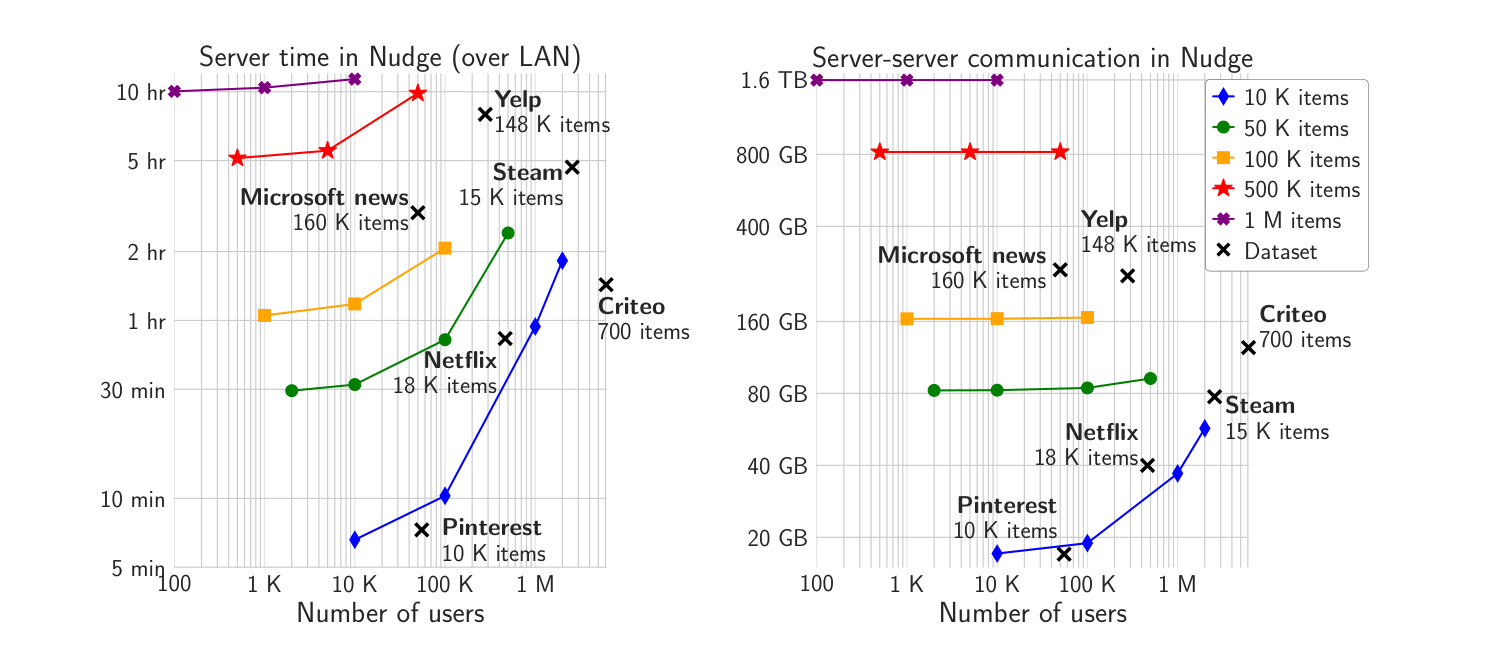 Server time in Nudge (over LAN)
10 hr
5 hr
2 hr
1 hr
30 min
10 min
5 min
Yelp
148 K items
Steam
15 K items
Microsoft news
160 K items
Criteo
700 items
Netflix
18 K items
Pinterest
10 K items
100
1 K
10 K
100 K
1 M
Number of users
Server-server communication in Nudge
1.6 TB
800 GB
400 GB
160 GB
80 GB
40 GB
20 GB
10 K items
50 K items
100 K items
500 K items
1 M items
Dataset
Yelp
148 K items
Microsoft news
160 K items
Criteo
700 items
Steam
15 K items
Netflix
18 K items
Pinterest
10 K items
100
1 K
10 K
100 K
1 M
Number of users